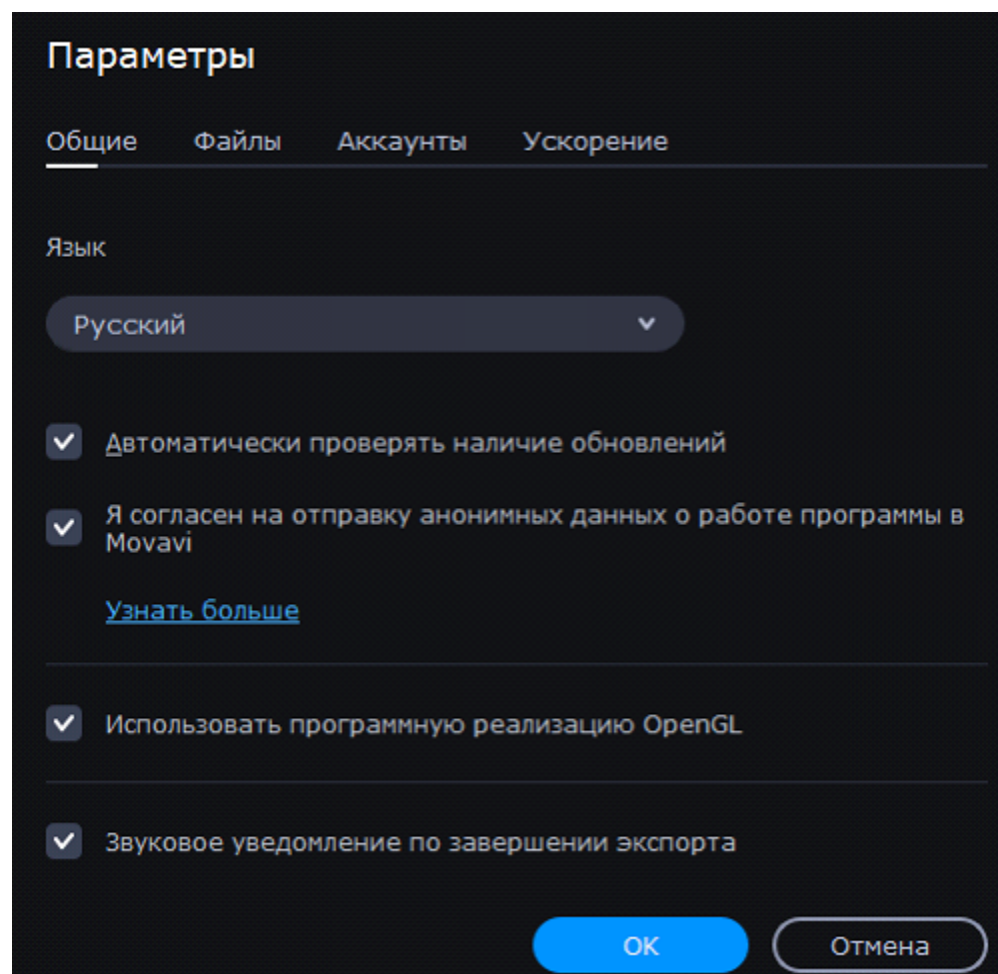 Параметры
Общие Файлы Аккаунты Ускорение
Язык
Русский
Автоматически проверять наличие обновлений
Я согласен на отправку анонимных данных о работе программы в
Movavi
Узнать больше
Использовать программную реализацию OpenGL
Звуковое уведомление по завершении экспорта
OK Отмена